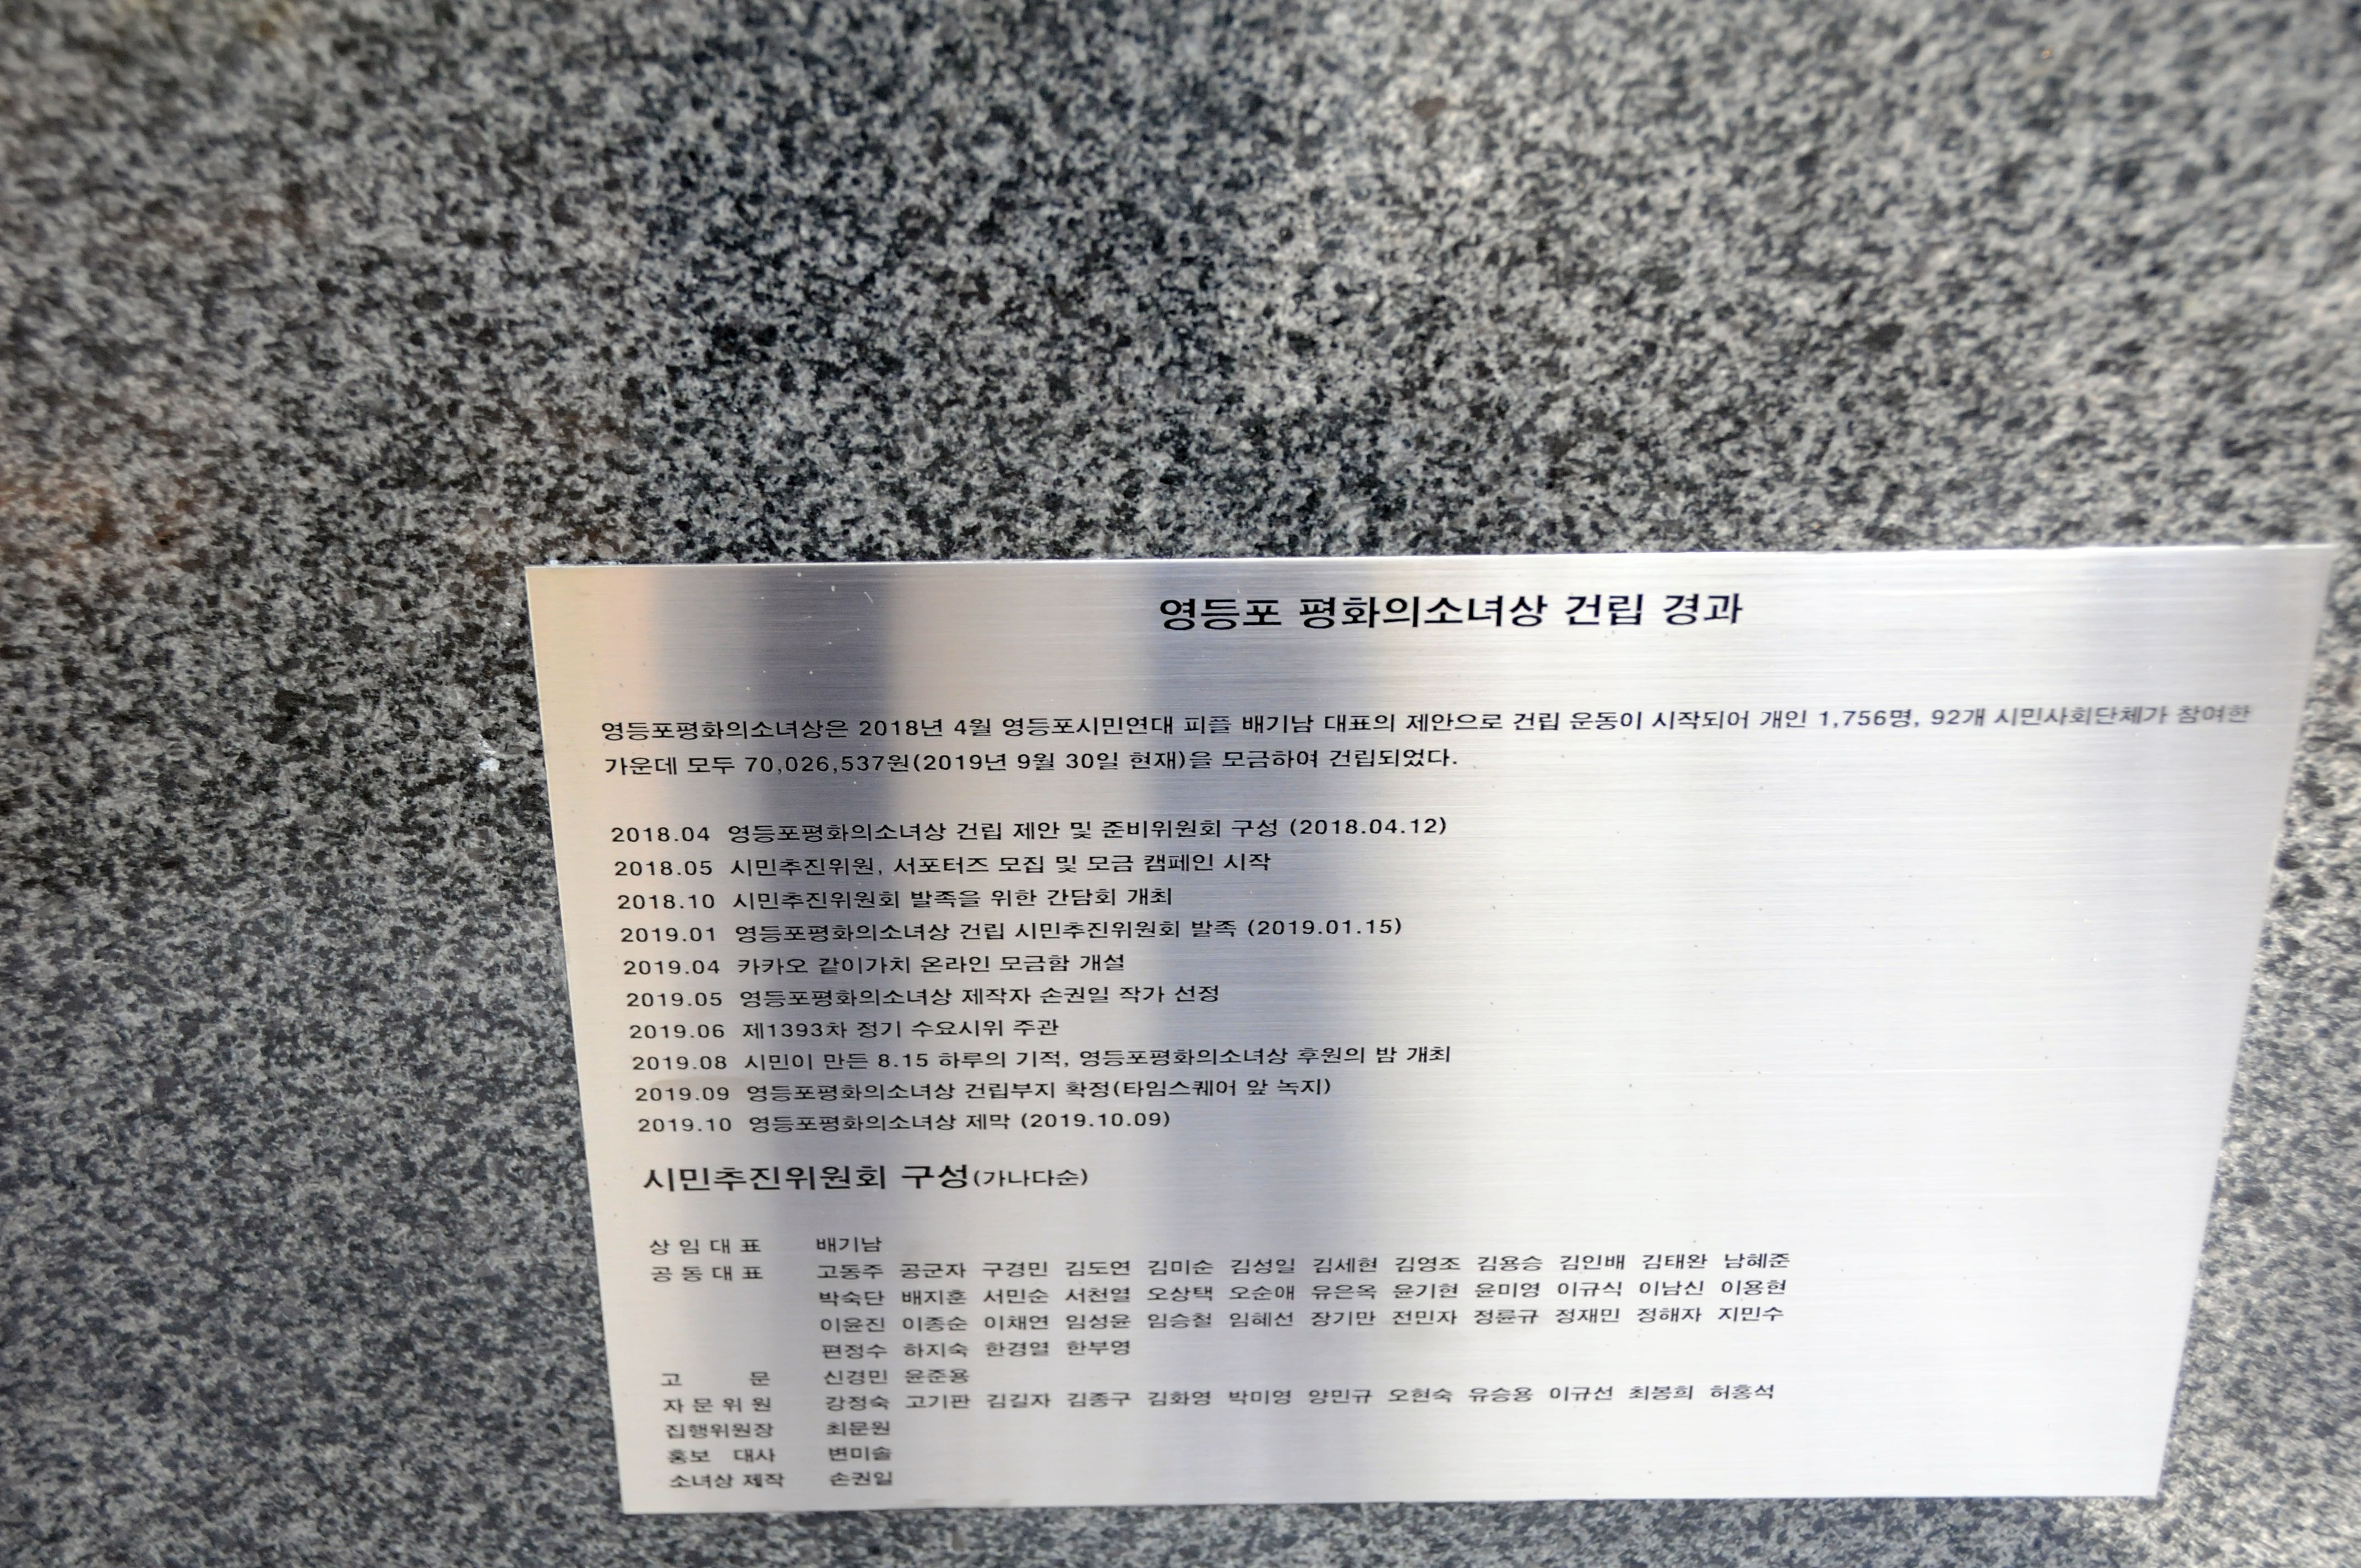 영등포 평화의소녀상 건립 경과
영등포평화의소녀상은 2018년 4월 영등포시민연대 피플 배기남 대표의 제안으로 건립 운동이 시작되어 개인 1,756명, 92개 시민사회단체가 참여한
가운데 모두 70,026,537원(2019년 9월 30일 현재)을 모금하여 건립되었다.
2018.04 영등포평화의소녀상 건립 제안 및 준비위원회 구성 (2018.04.12)
2018.05 시민추진위원, 서포터즈 모집 및 모금 캠페인 시작
2018.10 시민추진위원회 발족을 위한 간담회 개최
2019.01 영등포평화의소녀상 건립 시민추진위원회 발족 (2019.01.15)
2019.04 카카오 같이가치 온라인 모금함 개설
2019.05 영등포평화의소녀상 제작자 손권일 작가 선정
2019.06 제1393차 정기 수요시위 주관
2019.08 시민이 만든 8.15 하루의 기적, 영등포평화의소녀상 후원의 밤 개최
2019.09 영등포평화의소녀상 건립부지 확정(타임스퀘어 앞 녹지)
2019.10 영등포평화의소녀상 제막 (2019.10.09)
시민추진위원회 구성(가나다순)
상임대표 배기남
공동대표 고동주 공군자 구경민 김도연 김미순 김성일 김세현 김영조 김용승 김인배 김태완 남혜준
박숙단 배지훈 서민순 서천열 오상택 오순애 유은옥 윤기현 윤미영 이규식 이남신 이용현
이윤진 이종순 이채연 임성윤 임승철 임혜선 장기만 전민자 정륜규 정재민 정해자 지민수
편정수 하지숙 한경열 한부영
고 문 신경민 윤준용
자문위원 강정숙 고기판 김길자 김종구 김화영 박미영 양민규 오현숙 유승용 이규선 최봉희 허홍석
집행위원장 최문원
홍보 대사 변미솔
소녀상 제작 손권일